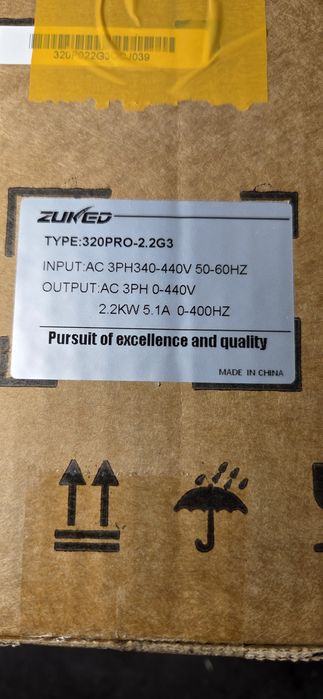 ZUKED
TYPE:320PRO-2.2G3
INPUT:AC 3PH340-440V 50-60HZ
OUTPUT:AC 3PH 0-440V
2.2KW 5.1A 0-400HZ
Pursuit of excellence and quality
MADE IN CHINA